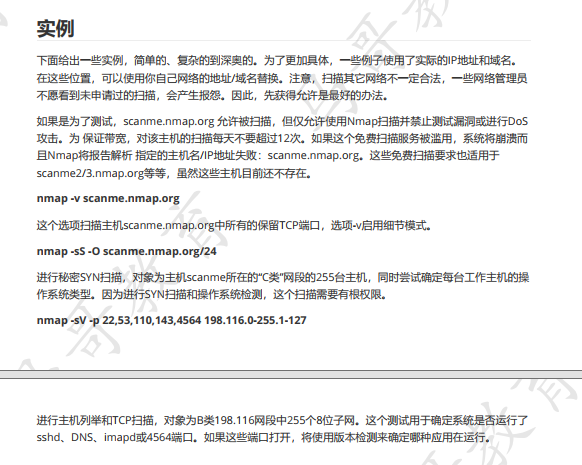 实例
下面给出一些实例，简单的、复杂的到深奥的。为了更加具体，一些例子使用了实际的IP地址和域名。
在这些位置，可以使用你自己网络的地址/域名替换。注意，扫描其它网络不一定合法，一些网络管理员
不愿看到未申请过的扫描，会产生报怨。因此，先获得允许是最好的办法。
如果是为了测试，scanme.nmap.org 允许被扫描，但仅允许使用Nmap扫描并禁止测试漏洞或进行DoS
攻击。为 保证带宽，对该主机的扫描每天不要超过12次。如果这个免费扫描服务被滥用，系统将崩溃而
且Nmap将报告解析 指定的主机名/IP地址失败：scanme.nmap.org。这些免费扫描要求也适用于
scanme2/3.nmap.org等等，虽然这些主机目前还不存在。
nmap -v scanme.nmap.org
这个选项扫描主机scanme.nmap.org中所有的保留TCP端口，选项-v启用细节模式。
nmap -sS -O scanme.nmap.org/24
进行秘密SYN扫描，对象为主机scanme所在的“C类”网段的255台主机，同时尝试确定每台工作主机的操
作系统类型。因为进行SYN扫描和操作系统检测，这个扫描需要有根权限。
nmap -sV -p 22,53,110,143,4564 198.116.0-255.1-127
进行主机列举和TCP扫描，对象为B类198.116网段中255个8位子网。这个测试用于确定系统是否运行了
sshd、DNS、imapd或4564端口。如果这些端口打开，将使用版本检测来确定哪种应用在运行。
马哥教育